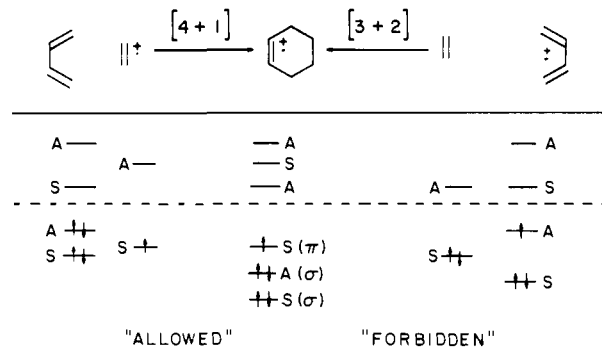 [4 + 1] [3 + 2]
A A A
A S
S A A S
A A
S S S (π) S
A (σ) S
S (σ)
"ALLOWED" "FORBIDDEN"